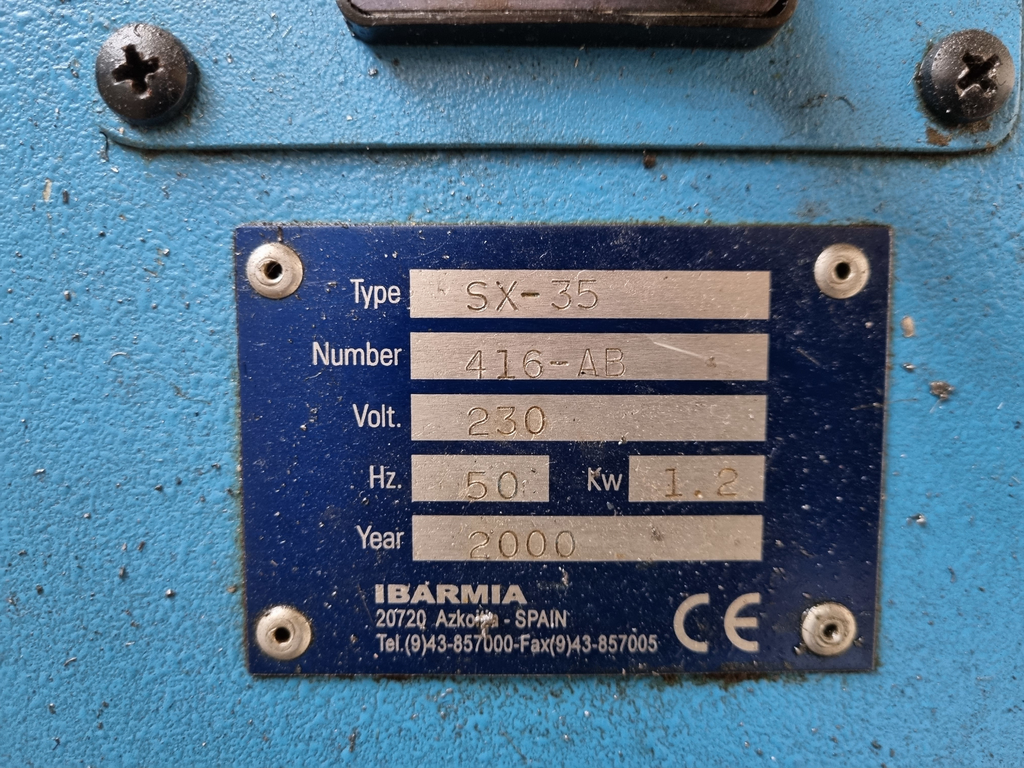 Type SX-35
Number 416-AB
Volt. 230
Hz. 50 Kw 1.2
Year 2000
IBARMIA
20720 - SPAIN
Tel.(9)43-857000-Fax(9)43-857005
CE